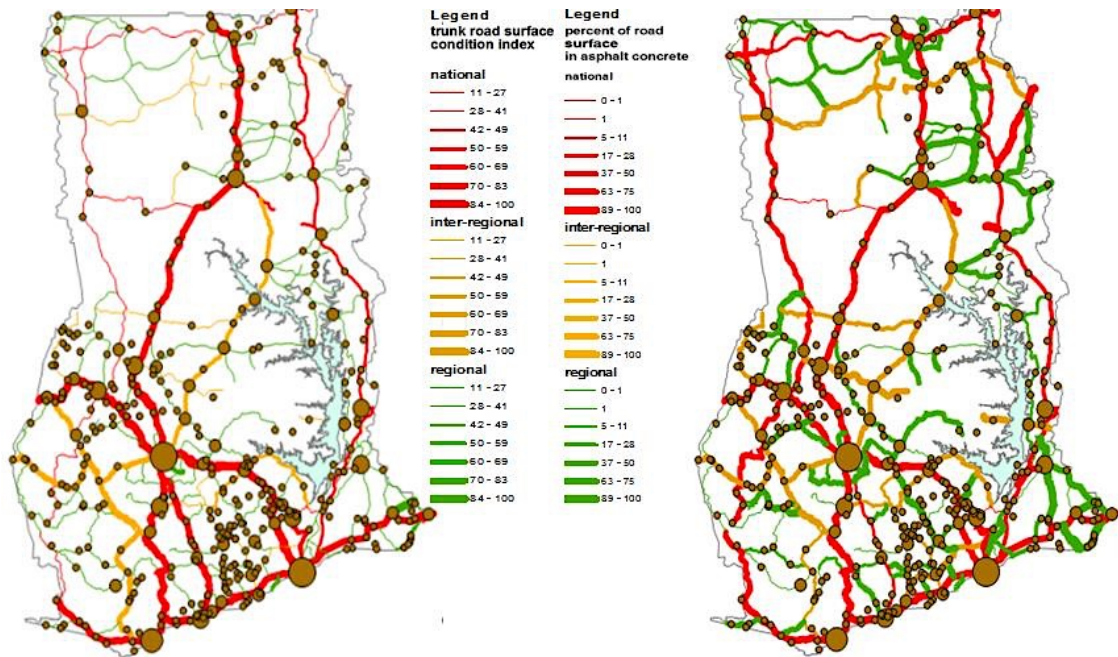 Legend
trunk road surface
condition index
national
11 - 27
28 - 41
42 - 49
50 - 59
60 - 69
70 - 83
84 - 100
inter-regional
11 - 27
28 - 41
42 - 49
50 - 59
60 - 69
70 - 83
84 - 100
regional
11 - 27
28 - 41
42 - 49
50 - 59
60 - 69
70 - 83
84 - 100
Legend
percent of road
surface
in asphalt concrete
national
0 - 1
1
5 - 11
17 - 28
37 - 50
63 - 75
89 - 100
inter-regional
0 - 1
1
5 - 11
17 - 28
37 - 50
63 - 75
89 - 100
regional
0 - 1
1
5 - 11
17 - 28
37 - 50
63 - 75
89 - 100